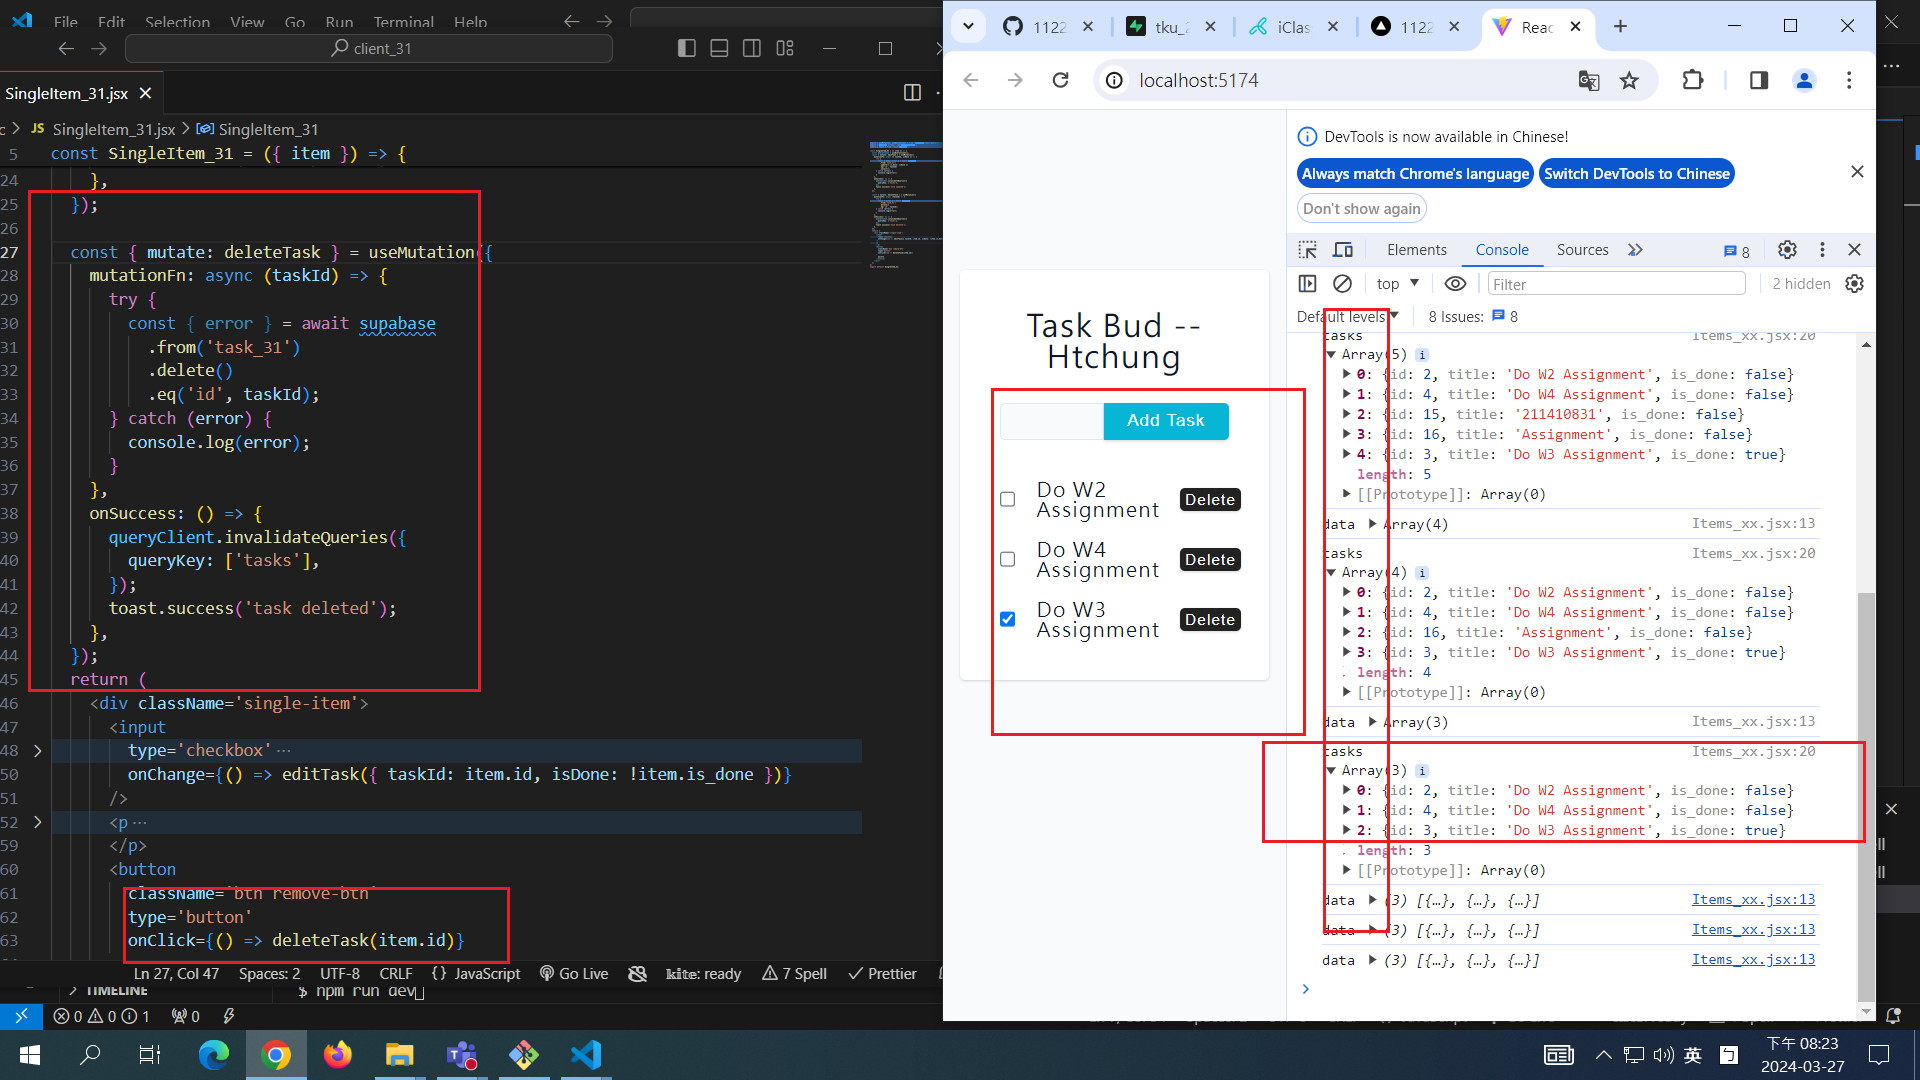 File Edit Selection View Go Run Terminal Help
client_31
SingleItem_31.jsx
c > JS SingleItem_31.jsx > SingleItem_31
5 const SingleItem_31 = ({ item }) => {
24 },
25 });
26
27 const { mutate: deleteTask } = useMutation({
28 mutationFn: async (taskId) => {
29 try {
30 const { error } = await supabase
31 .from('task_31')
32 .delete()
33 .eq('id', taskId);
34 } catch (error) {
35 console.log(error);
36 }
37 },
38 onSuccess: () => {
39 queryClient.invalidateQueries({
40 queryKey: ['tasks'],
41 });
42 toast.success('task deleted');
43 },
44 });
45 return (
46 <div className='single-item'>
47 <input
48 type='checkbox' ...
50 onChange={() => editTask({ taskId: item.id, isDone: !item.is_done })}
51 />
52 <p ...
59 </p>
60 <button
61 className='btn remove-btn'
62 type='button'
63 onClick={() => deleteTask(item.id)}
Ln 27, Col 47 Spaces: 2 UTF-8 CRLF {} JavaScript Go Live kite: ready 7 Spell Prettier
TIMELINE
$ npm run dev
0 0 1 0
1122
tku_2
iClas
1122
Reac
localhost:5174
Task Bud --
Htchung
Add Task
Do W2
Assignment
Delete
Do W4
Assignment
Delete
Do W3
Assignment
Delete
DevTools is now available in Chinese!
Always match Chrome's language
Switch DevTools to Chinese
Don't show again
Elements Console Sources 8
top Filter 2 hidden
Default levels 8 Issues: 8
tasks Items_xx.jsx:20
Array(5)
0: {id: 2, title: 'Do W2 Assignment', is_done: false}
1: {id: 4, title: 'Do W4 Assignment', is_done: false}
2: {id: 15, title: '211410831', is_done: false}
3: {id: 16, title: 'Assignment', is_done: false}
4: {id: 3, title: 'Do W3 Assignment', is_done: true}
length: 5
[[Prototype]]: Array(0)
data Array(4) Items_xx.jsx:13
tasks Items_xx.jsx:20
Array(4)
0: {id: 2, title: 'Do W2 Assignment', is_done: false}
1: {id: 4, title: 'Do W4 Assignment', is_done: false}
2: {id: 16, title: 'Assignment', is_done: false}
3: {id: 3, title: 'Do W3 Assignment', is_done: true}
length: 4
[[Prototype]]: Array(0)
data Array(3) Items_xx.jsx:13
tasks Items_xx.jsx:20
Array(3)
0: {id: 2, title: 'Do W2 Assignment', is_done: false}
1: {id: 4, title: 'Do W4 Assignment', is_done: false}
2: {id: 3, title: 'Do W3 Assignment', is_done: true}
length: 3
[[Prototype]]: Array(0)
data (3) [{…}, {…}, {…}] Items_xx.jsx:13
data (3) [{…}, {…}, {…}] Items_xx.jsx:13
data (3) [{…}, {…}, {…}] Items_xx.jsx:13
英 ㄅ
下午 08:23
2024-03-27